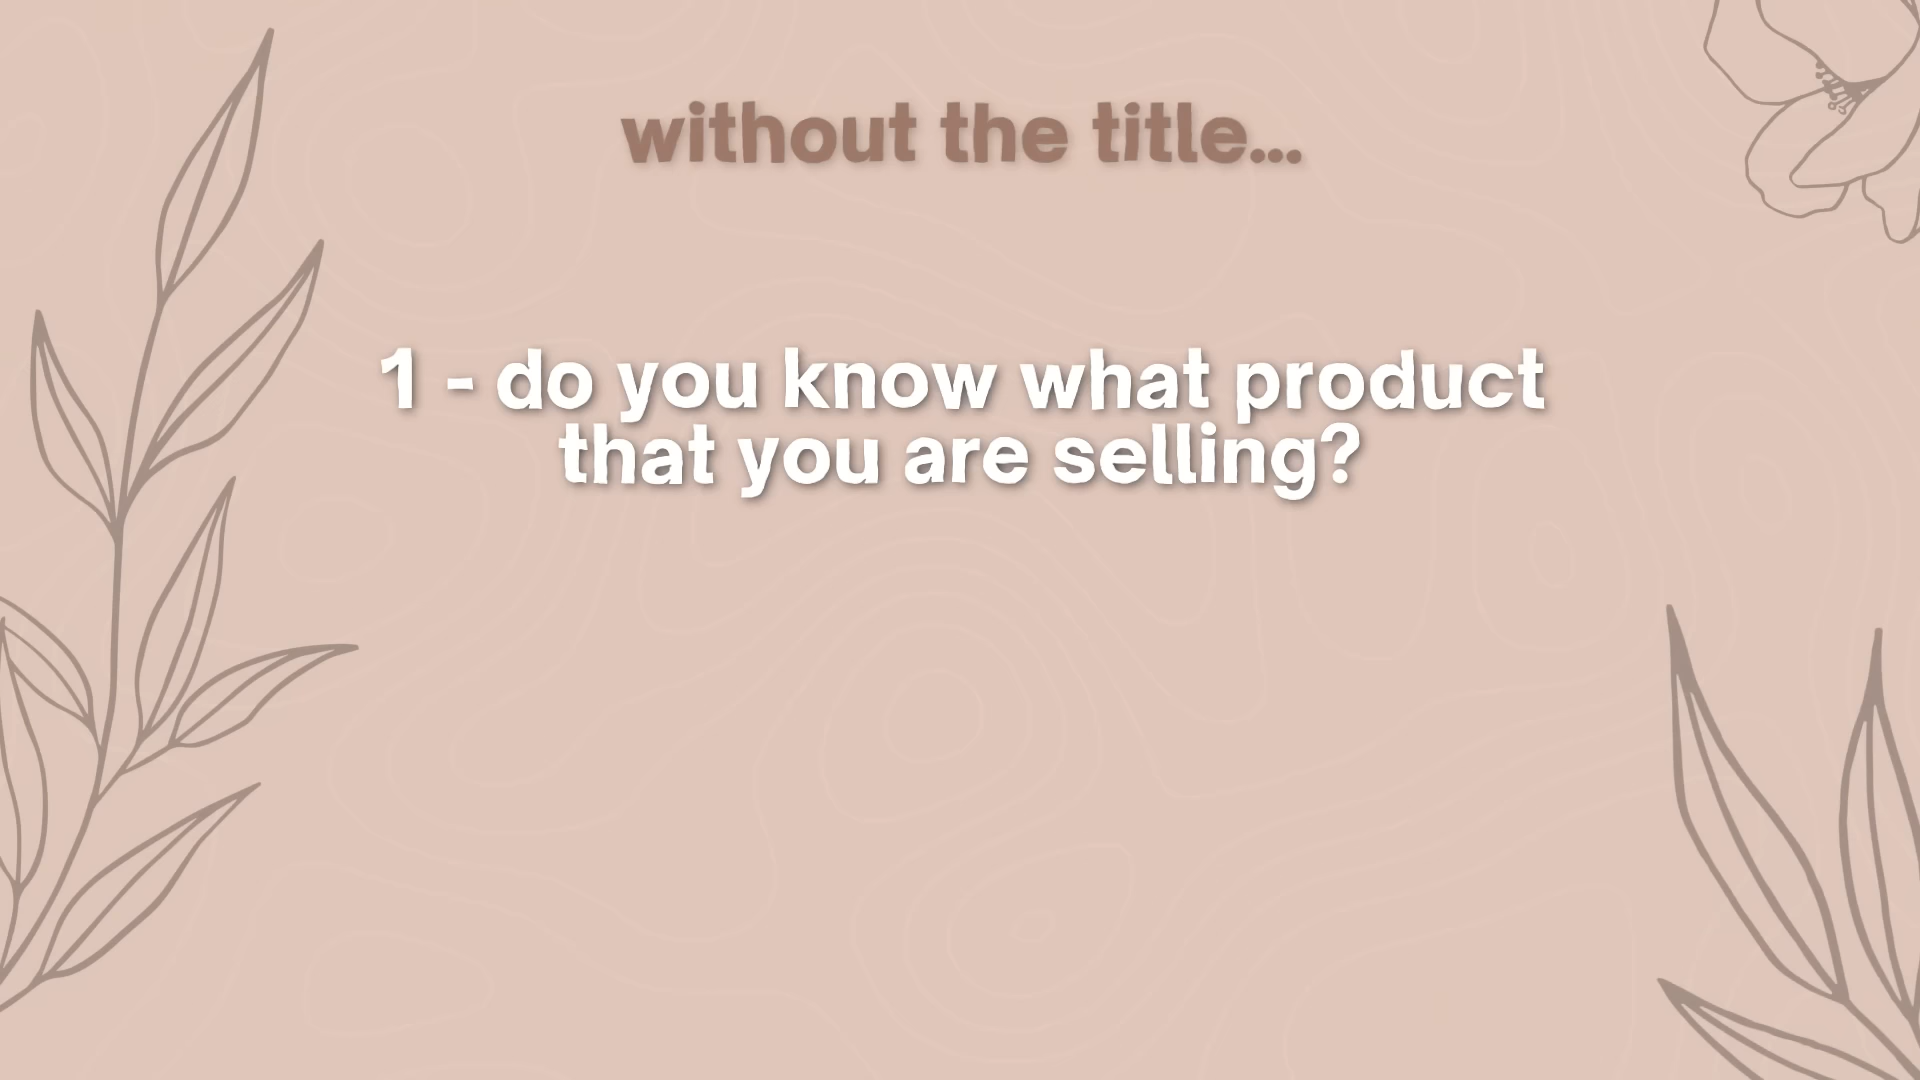 without the title...
1 - do you know what product
that you are selling?